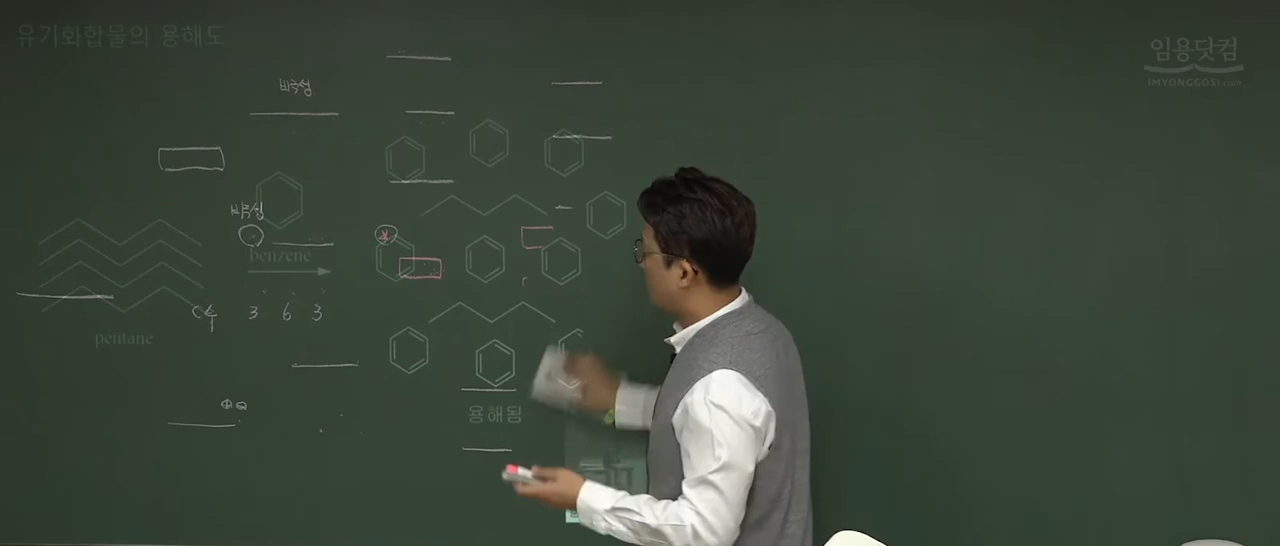 유기화합물의 용해도
임용닷컴
IMYONGGOSI.com
비극성
비극성
benzene
C수 3 6 3
pentane
용해됨